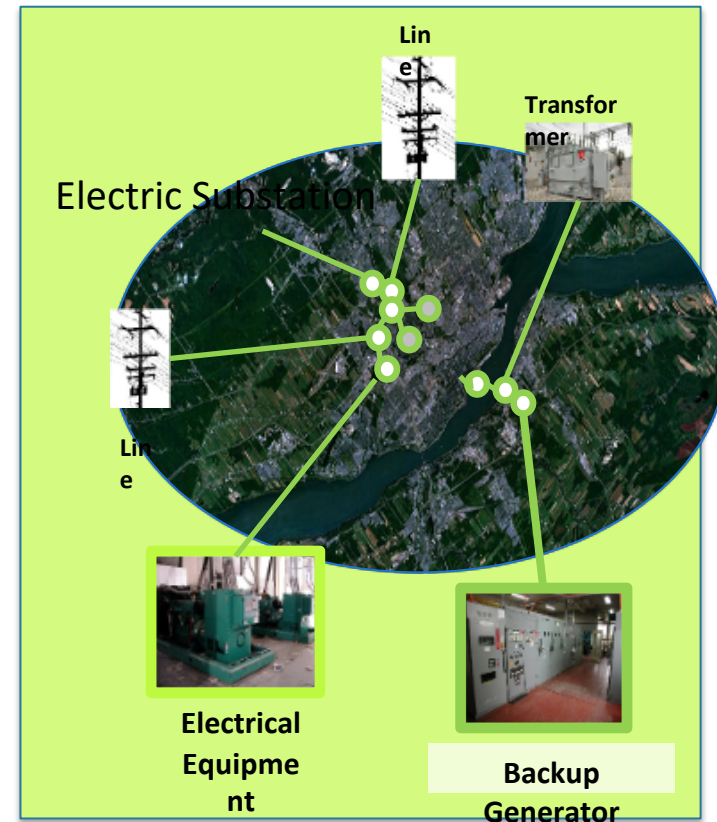 Lin
e
Transfor
mer
Electric Substation
Lin
e
Electrical
Equipme
nt
Backup
Generator